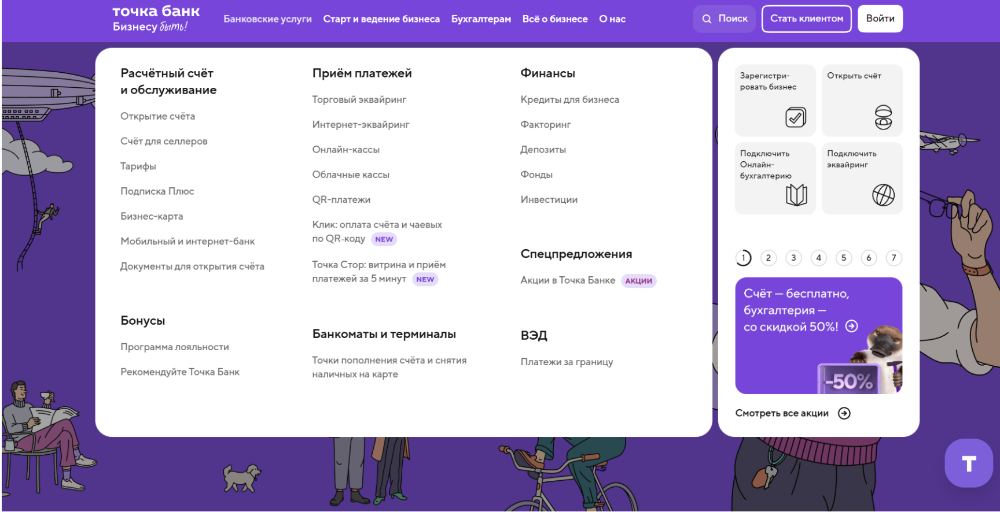 точка банк
Бизнесу быть!
Банковские услуги
Старт и ведение бизнеса
Бухгалтерам
Всё о бизнесе
О нас
Поиск
Стать клиентом
Войти
Расчётный счёт
и обслуживание
Открытие счёта
Счёт для селлеров
Тарифы
Подписка Плюс
Бизнес-карта
Мобильный и интернет-банк
Документы для открытия счёта
Бонусы
Программа лояльности
Рекомендуйте Точка Банк
Приём платежей
Торговый эквайринг
Интернет-эквайринг
Онлайн-кассы
Облачные кассы
QR-платежи
Клик: оплата счёта и чаевых
по QR-коду NEW
Точка Стор: витрина и приём
платежей за 5 минут NEW
Банкоматы и терминалы
Точки пополнения счёта и снятия
наличных на карте
Финансы
Кредиты для бизнеса
Факторинг
Депозиты
Фонды
Инвестиции
Спецпредложения
Акции в Точка Банке АКЦИИ
ВЭД
Платежи за границу
Зарегистри-
ровать бизнес
Открыть счёт
Подключить
Онлайн-
бухгалтерию
Подключить
эквайринг
1 2 3 4 5 6 7
Счёт — бесплатно,
бухгалтерия —
со скидкой 50%!
-50%
Смотреть все акции
Т